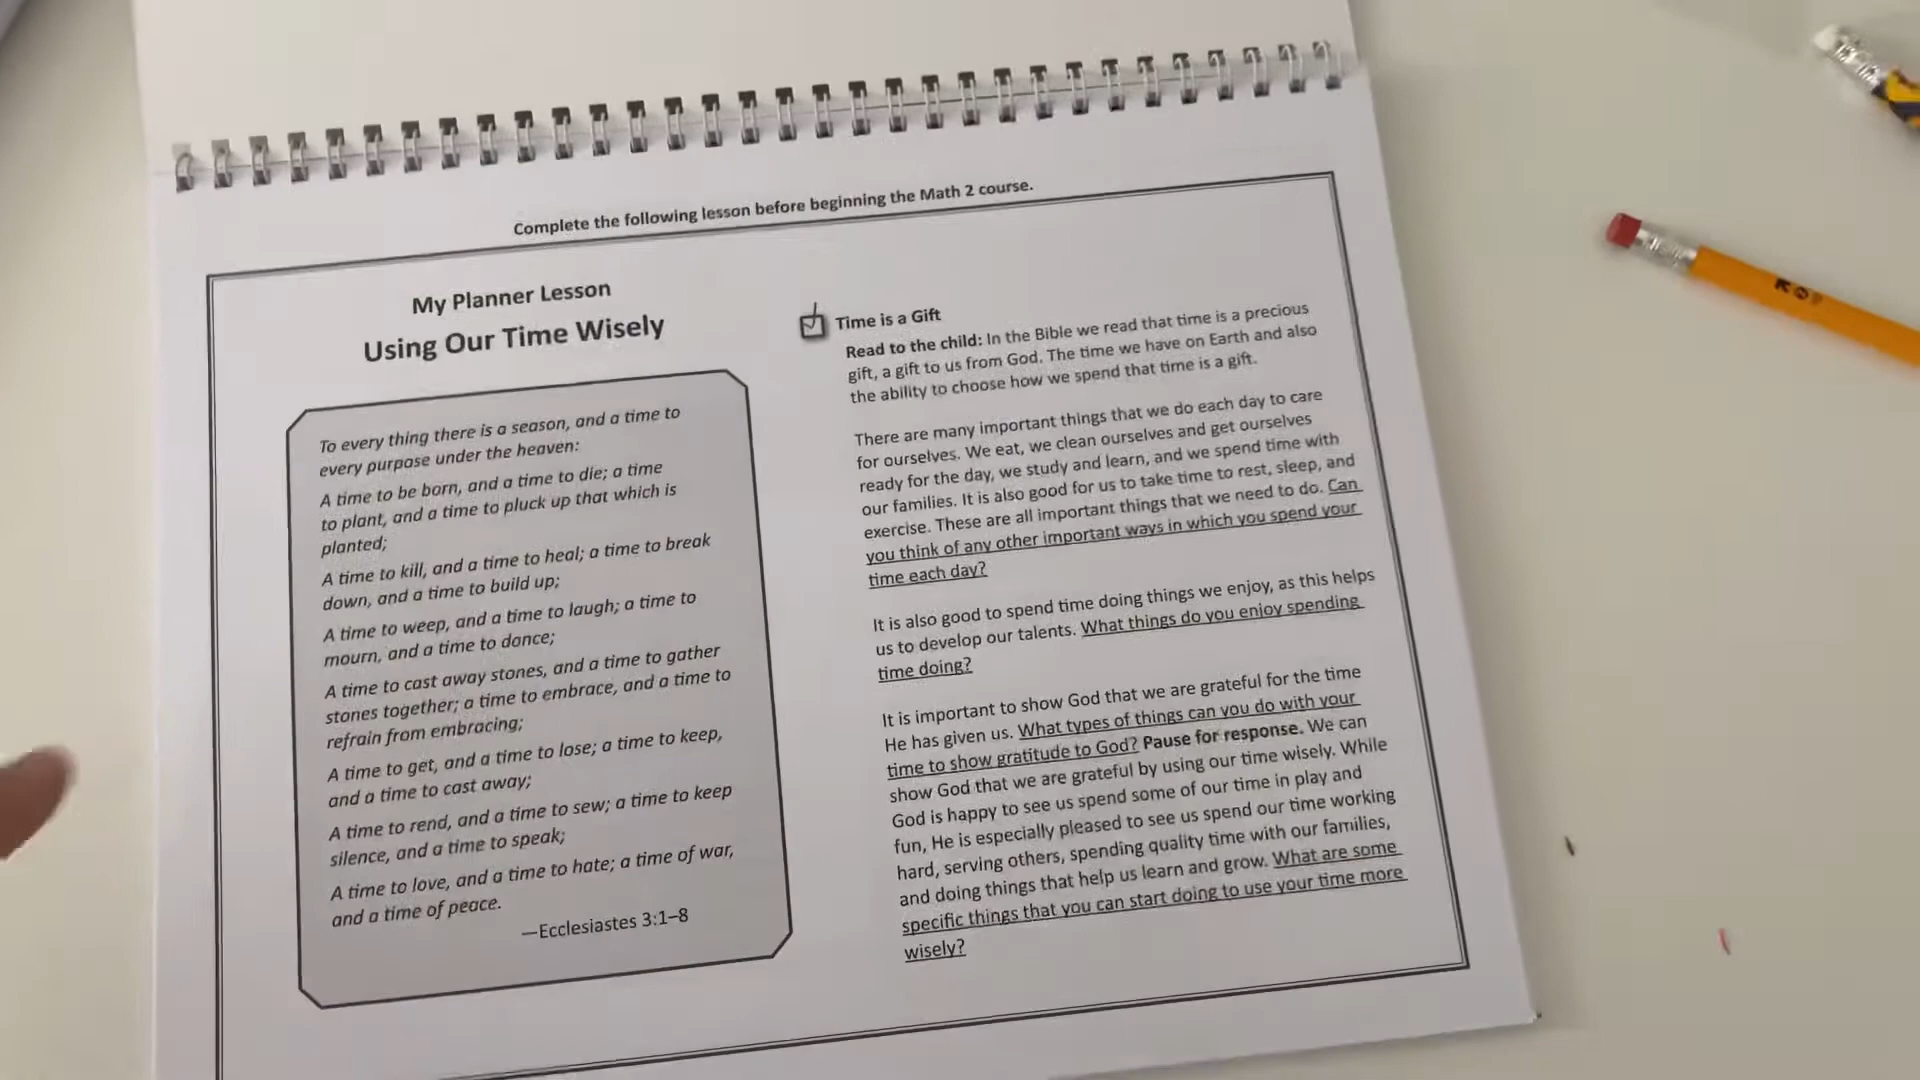 Complete the following lesson before beginning the Math 2 course.
My Planner Lesson
Using Our Time Wisely
To every thing there is a season, and a time to
every purpose under the heaven:
A time to be born, and a time to die; a time
to plant, and a time to pluck up that which is
planted;
A time to kill, and a time to heal; a time to break
down, and a time to build up;
A time to weep, and a time to laugh; a time to
mourn, and a time to dance;
A time to cast away stones, and a time to gather
stones together; a time to embrace, and a time to
refrain from embracing;
A time to get, and a time to lose; a time to keep,
and a time to cast away;
A time to rend, and a time to sew; a time to keep
silence, and a time to speak;
A time to love, and a time to hate; a time of war,
and a time of peace.
—Ecclesiastes 3:1–8
Time is a Gift
Read to the child: In the Bible we read that time is a precious
gift, a gift to us from God. The time we have on Earth and also
the ability to choose how we spend that time is a gift.
There are many important things that we do each day to care
for ourselves. We eat, we clean ourselves and get ourselves
ready for the day, we study and learn, and we spend time with
our families. It is also good for us to take time to rest, sleep, and
exercise. These are all important things that we need to do. Can
you think of any other important ways in which you spend your
time each day?
It is also good to spend time doing things we enjoy, as this helps
us to develop our talents. What things do you enjoy spending
time doing?
It is important to show God that we are grateful for the time
He has given us. What types of things can you do with your
time to show gratitude to God? Pause for response. We can
show God that we are grateful by using our time wisely. While
God is happy to see us spend some of our time in play and
fun, He is especially pleased to see us spend our time working
hard, serving others, spending quality time with our families,
and doing things that help us learn and grow. What are some
specific things that you can start doing to use your time more
wisely?